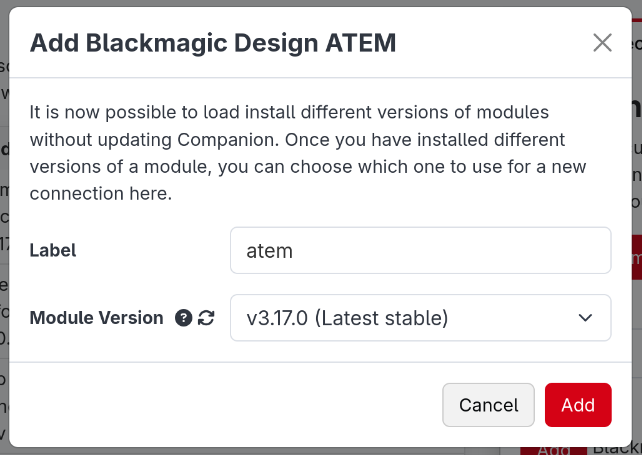 Add Blackmagic Design ATEM
It is now possible to load install different versions of modules
without updating Companion. Once you have installed different
versions of a module, you can choose which one to use for a new
connection here.
Label
atem
Module Version
v3.17.0 (Latest stable)
Cancel
Add
Add